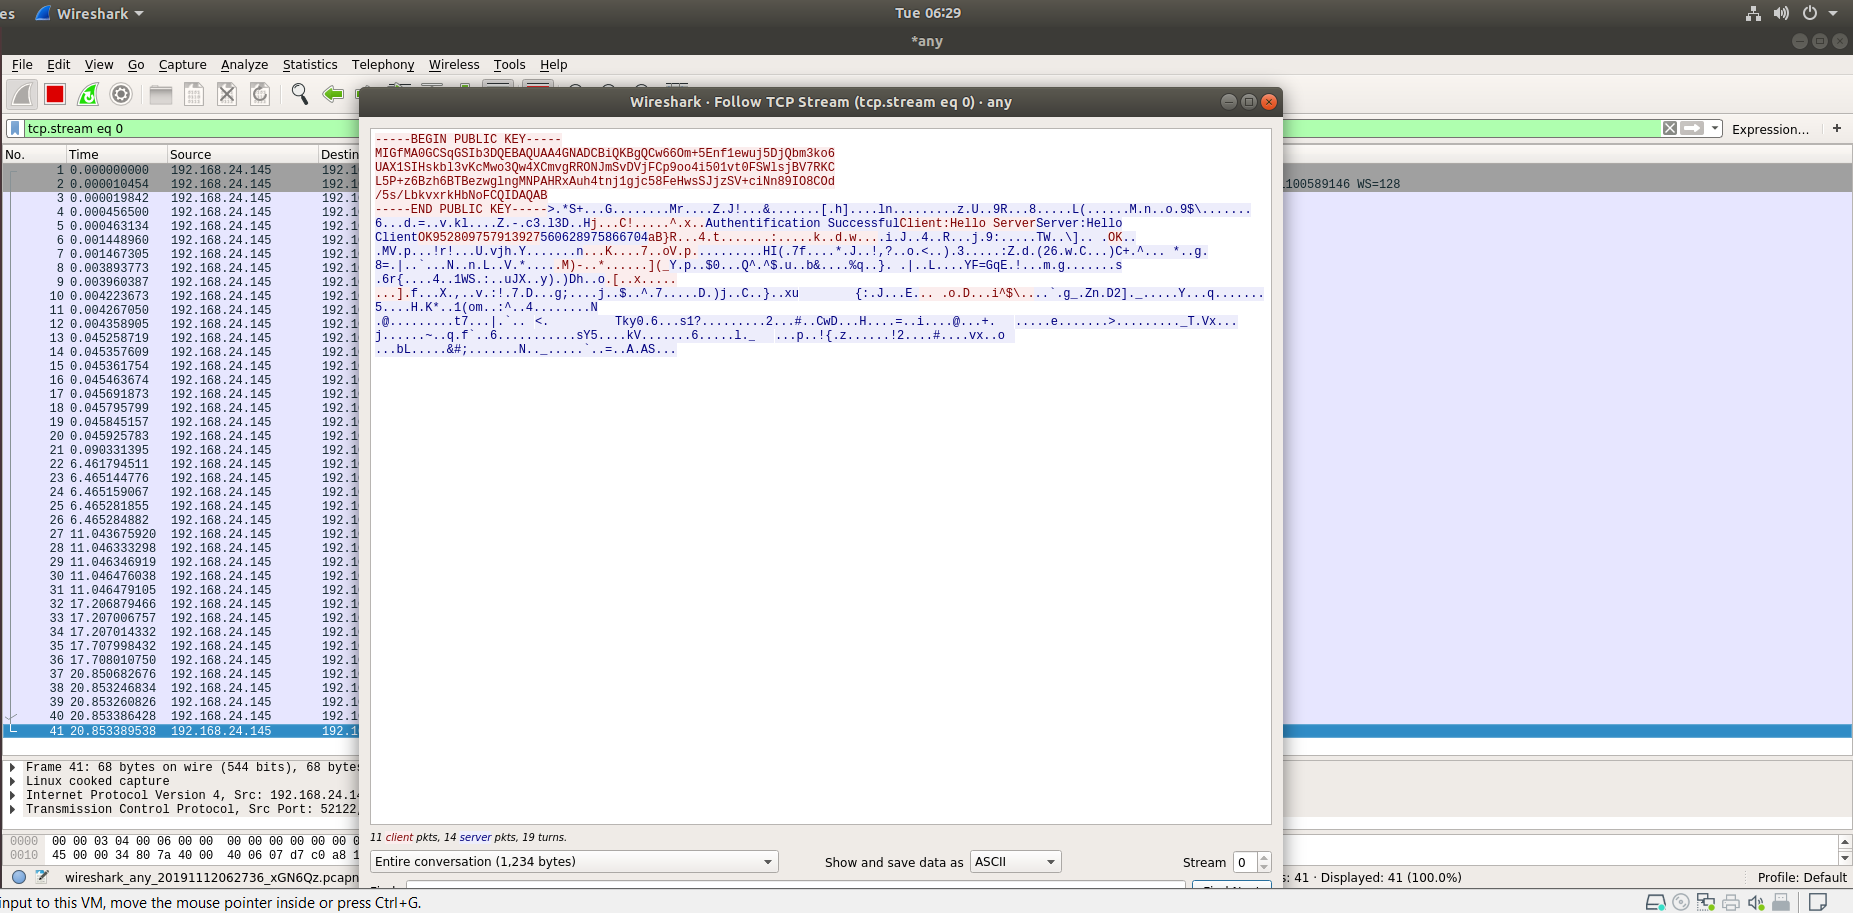 es Wireshark Tue 06:29
*any
File Edit View Go Capture Analyze Statistics Telephony Wireless Tools Help
Wireshark · Follow TCP Stream (tcp.stream eq 0) · any
tcp.stream eq 0 Expression… +
No. Time Source Destin
1 0.000000000 192.168.24.145 192.1
2 0.000010454 192.168.24.145 192.1 1100589146 WS=128
3 0.000019842 192.168.24.145 192.1
4 0.000456500 192.168.24.145 192.1
5 0.000463134 192.168.24.145 192.1
6 0.001448960 192.168.24.145 192.1
7 0.001467305 192.168.24.145 192.1
8 0.003893773 192.168.24.145 192.1
9 0.003960387 192.168.24.145 192.1
10 0.004223673 192.168.24.145 192.1
11 0.004267050 192.168.24.145 192.1
12 0.004358905 192.168.24.145 192.1
13 0.045258719 192.168.24.145 192.1
14 0.045357609 192.168.24.145 192.1
15 0.045361754 192.168.24.145 192.1
16 0.045463674 192.168.24.145 192.1
17 0.045691873 192.168.24.145 192.1
18 0.045795799 192.168.24.145 192.1
19 0.045845157 192.168.24.145 192.1
20 0.045925783 192.168.24.145 192.1
21 0.090331395 192.168.24.145 192.1
22 6.461794511 192.168.24.145 192.1
23 6.465144776 192.168.24.145 192.1
24 6.465159067 192.168.24.145 192.1
25 6.465281855 192.168.24.145 192.1
26 6.465284882 192.168.24.145 192.1
27 11.043675920 192.168.24.145 192.1
28 11.046333298 192.168.24.145 192.1
29 11.046346919 192.168.24.145 192.1
30 11.046476038 192.168.24.145 192.1
31 11.046479105 192.168.24.145 192.1
32 17.206879466 192.168.24.145 192.1
33 17.207006757 192.168.24.145 192.1
34 17.207014332 192.168.24.145 192.1
35 17.707998432 192.168.24.145 192.1
36 17.708010750 192.168.24.145 192.1
37 20.850682676 192.168.24.145 192.1
38 20.853246834 192.168.24.145 192.1
39 20.853260826 192.168.24.145 192.1
40 20.853386428 192.168.24.145 192.1
41 20.853389538 192.168.24.145 192.1
-----BEGIN PUBLIC KEY-----
MIGfMA0GCSqGSIb3DQEBAQUAA4GNADCBiQKBgQCw66Om+5Enf1ewuj5DjQbm3ko6
UAX1SIHskbl3vKcMwo3Qw4XCmvgRRONJmSvDVjFCp9oo4i501vt0FSWlsjBV7RKC
L5P+z6Bzh6BTBezwglngMNPAHRxAuh4tnj1gjc58FeHwsSJjzSV+ciNn89IO8COd
/5s/LbkvxrkHbNoFCQIDAQAB
-----END PUBLIC KEY----->.*S+...G........Mr....Z.J!...&.......[.h]....ln.........z.U..9R...8.....L(......M.n..o.9$\.......
6...d.=..v.kl....Z.-.c3.l3D..Hj...C!.....^.x..Authentification SuccessfulClient:Hello ServerServer:Hello
ClientOK952809757913927560628975866704aB}R...4.t.......:.....k..d.w....i.J..4..R...j.9:.....TW..\].. .OK..
.MV.p...!r!...U.vjh.Y.......n...K....7..oV.p..........HI(.7f....*.J..!,?..o.<..).3.....:Z.d.(26.w.C...)C+.^... *..g.
8=.|..`...N..n.L..V.*.....M)-..*......](_Y.p..$0...Q^.^$.u..b&....%q..}. .|..L....YF=GqE.!...m.g.......s
.6r{....4..1WS.:..uJX..y).)Dh..o.[..x.....
...].f...X.,..v.:!.7.D...g;....j..$..^.7.....D.)j..C..}..xu {:.J...E... .o.D...i^$\....`.g_.Zn.D2]._.....Y...q.......
5....H.K*..1(om..:^..4........N
.@.........t7...|.`.. <. Tky0.6...s1?.........2...#..CwD...H....=..i....@...+. .....e.......>........._T.Vx...
j......~..q.f`..6...........sY5....kV.......6.....l._ ...p..!{.z......!2....#....vx..o
...bL.....&#;.......N.._.....`..=..A.AS...
11 client pkts, 14 server pkts, 19 turns.
Entire conversation (1,234 bytes) Show and save data as ASCII Stream 0
Frame 41: 68 bytes on wire (544 bits), 68 bytes
Linux cooked capture
Internet Protocol Version 4, Src: 192.168.24.14
Transmission Control Protocol, Src Port: 52122,
0000 00 00 03 04 00 06 00 00 00 00 00 00 00 00 0
0010 45 00 00 34 80 7a 40 00 40 06 07 d7 c0 a8 1
wireshark_any_20191112062736_xGN6Qz.pcapn s: 41 · Displayed: 41 (100.0%) Profile: Default
input to this VM, move the mouse pointer inside or press Ctrl+G.